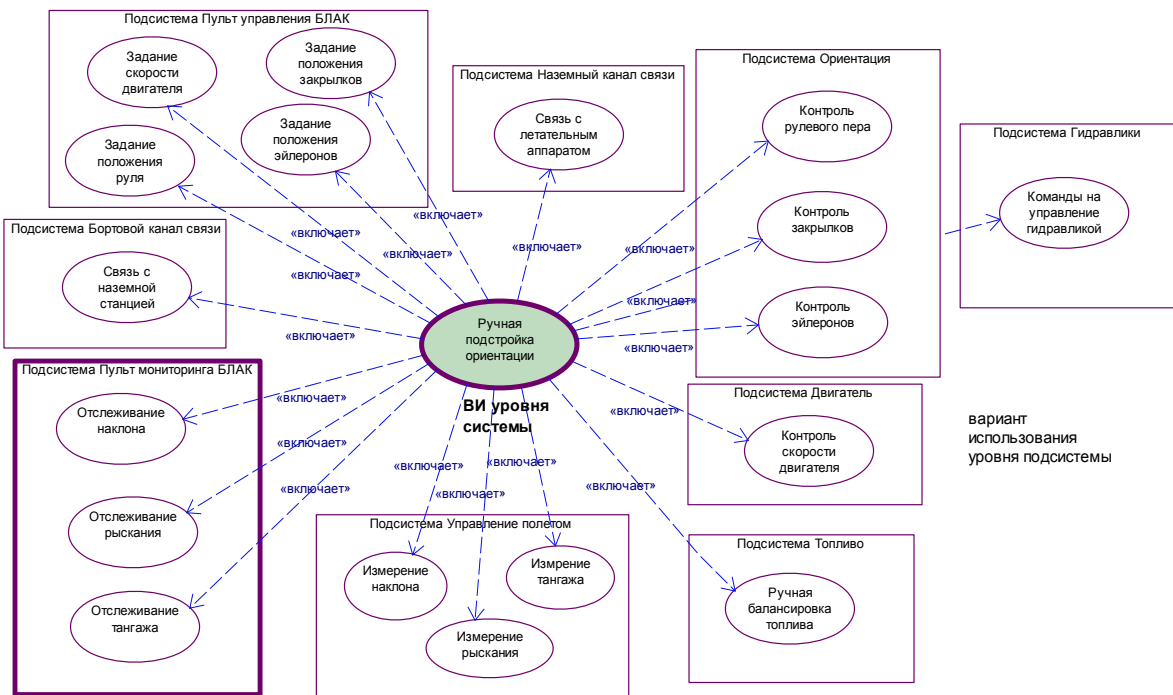 Подсистема Пульт управления БЛАК
Задание
скорости
двигателя
Задание
положения
закрылков
Задание
положения
эйлеронов
Задание
положения
руля
Подсистема Наземный канал связи
Связь с
летательным
аппаратом
Подсистема Ориентация
Контроль
рулевого пера
Контроль
закрылков
Контроль
эйлеронов
Подсистема Гидравлики
Команды на
управление
гидравликой
Подсистема Бортовой канал связи
Связь с
наземной
станцией
«включает»
«включает»
«включает»
«включает»
«включает»
«включает»
«включает»
«включает»
«включает»
Ручная
подстройка
ориентации
ВИ уровня
системы
Подсистема Пульт мониторинга БЛАК
Отслеживание
наклона
Отслеживание
рыскания
Отслеживание
тангажа
«включает»
«включает»
«включает»
«включает»
«включает»
«включает»
«включает»
«включает»
Подсистема Двигатель
Контроль
скорости
двигателя
вариант
использования
уровня подсистемы
Подсистема Управление полетом
Измерение
наклона
Измрение
тангажа
Измерение
рыскания
Подсистема Топливо
Ручная
балансировка
топлива